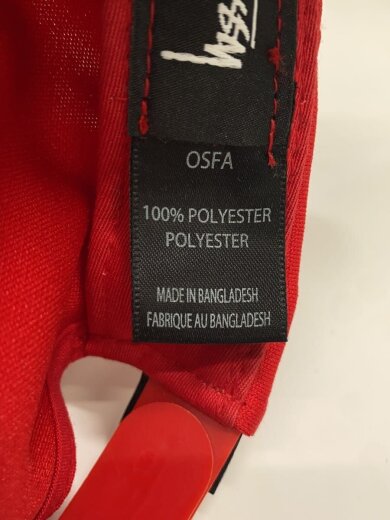 OSFA
100% POLYESTER
POLYESTER
MADE IN BANGLADESH
FABRIQUE AU BANGLADESH